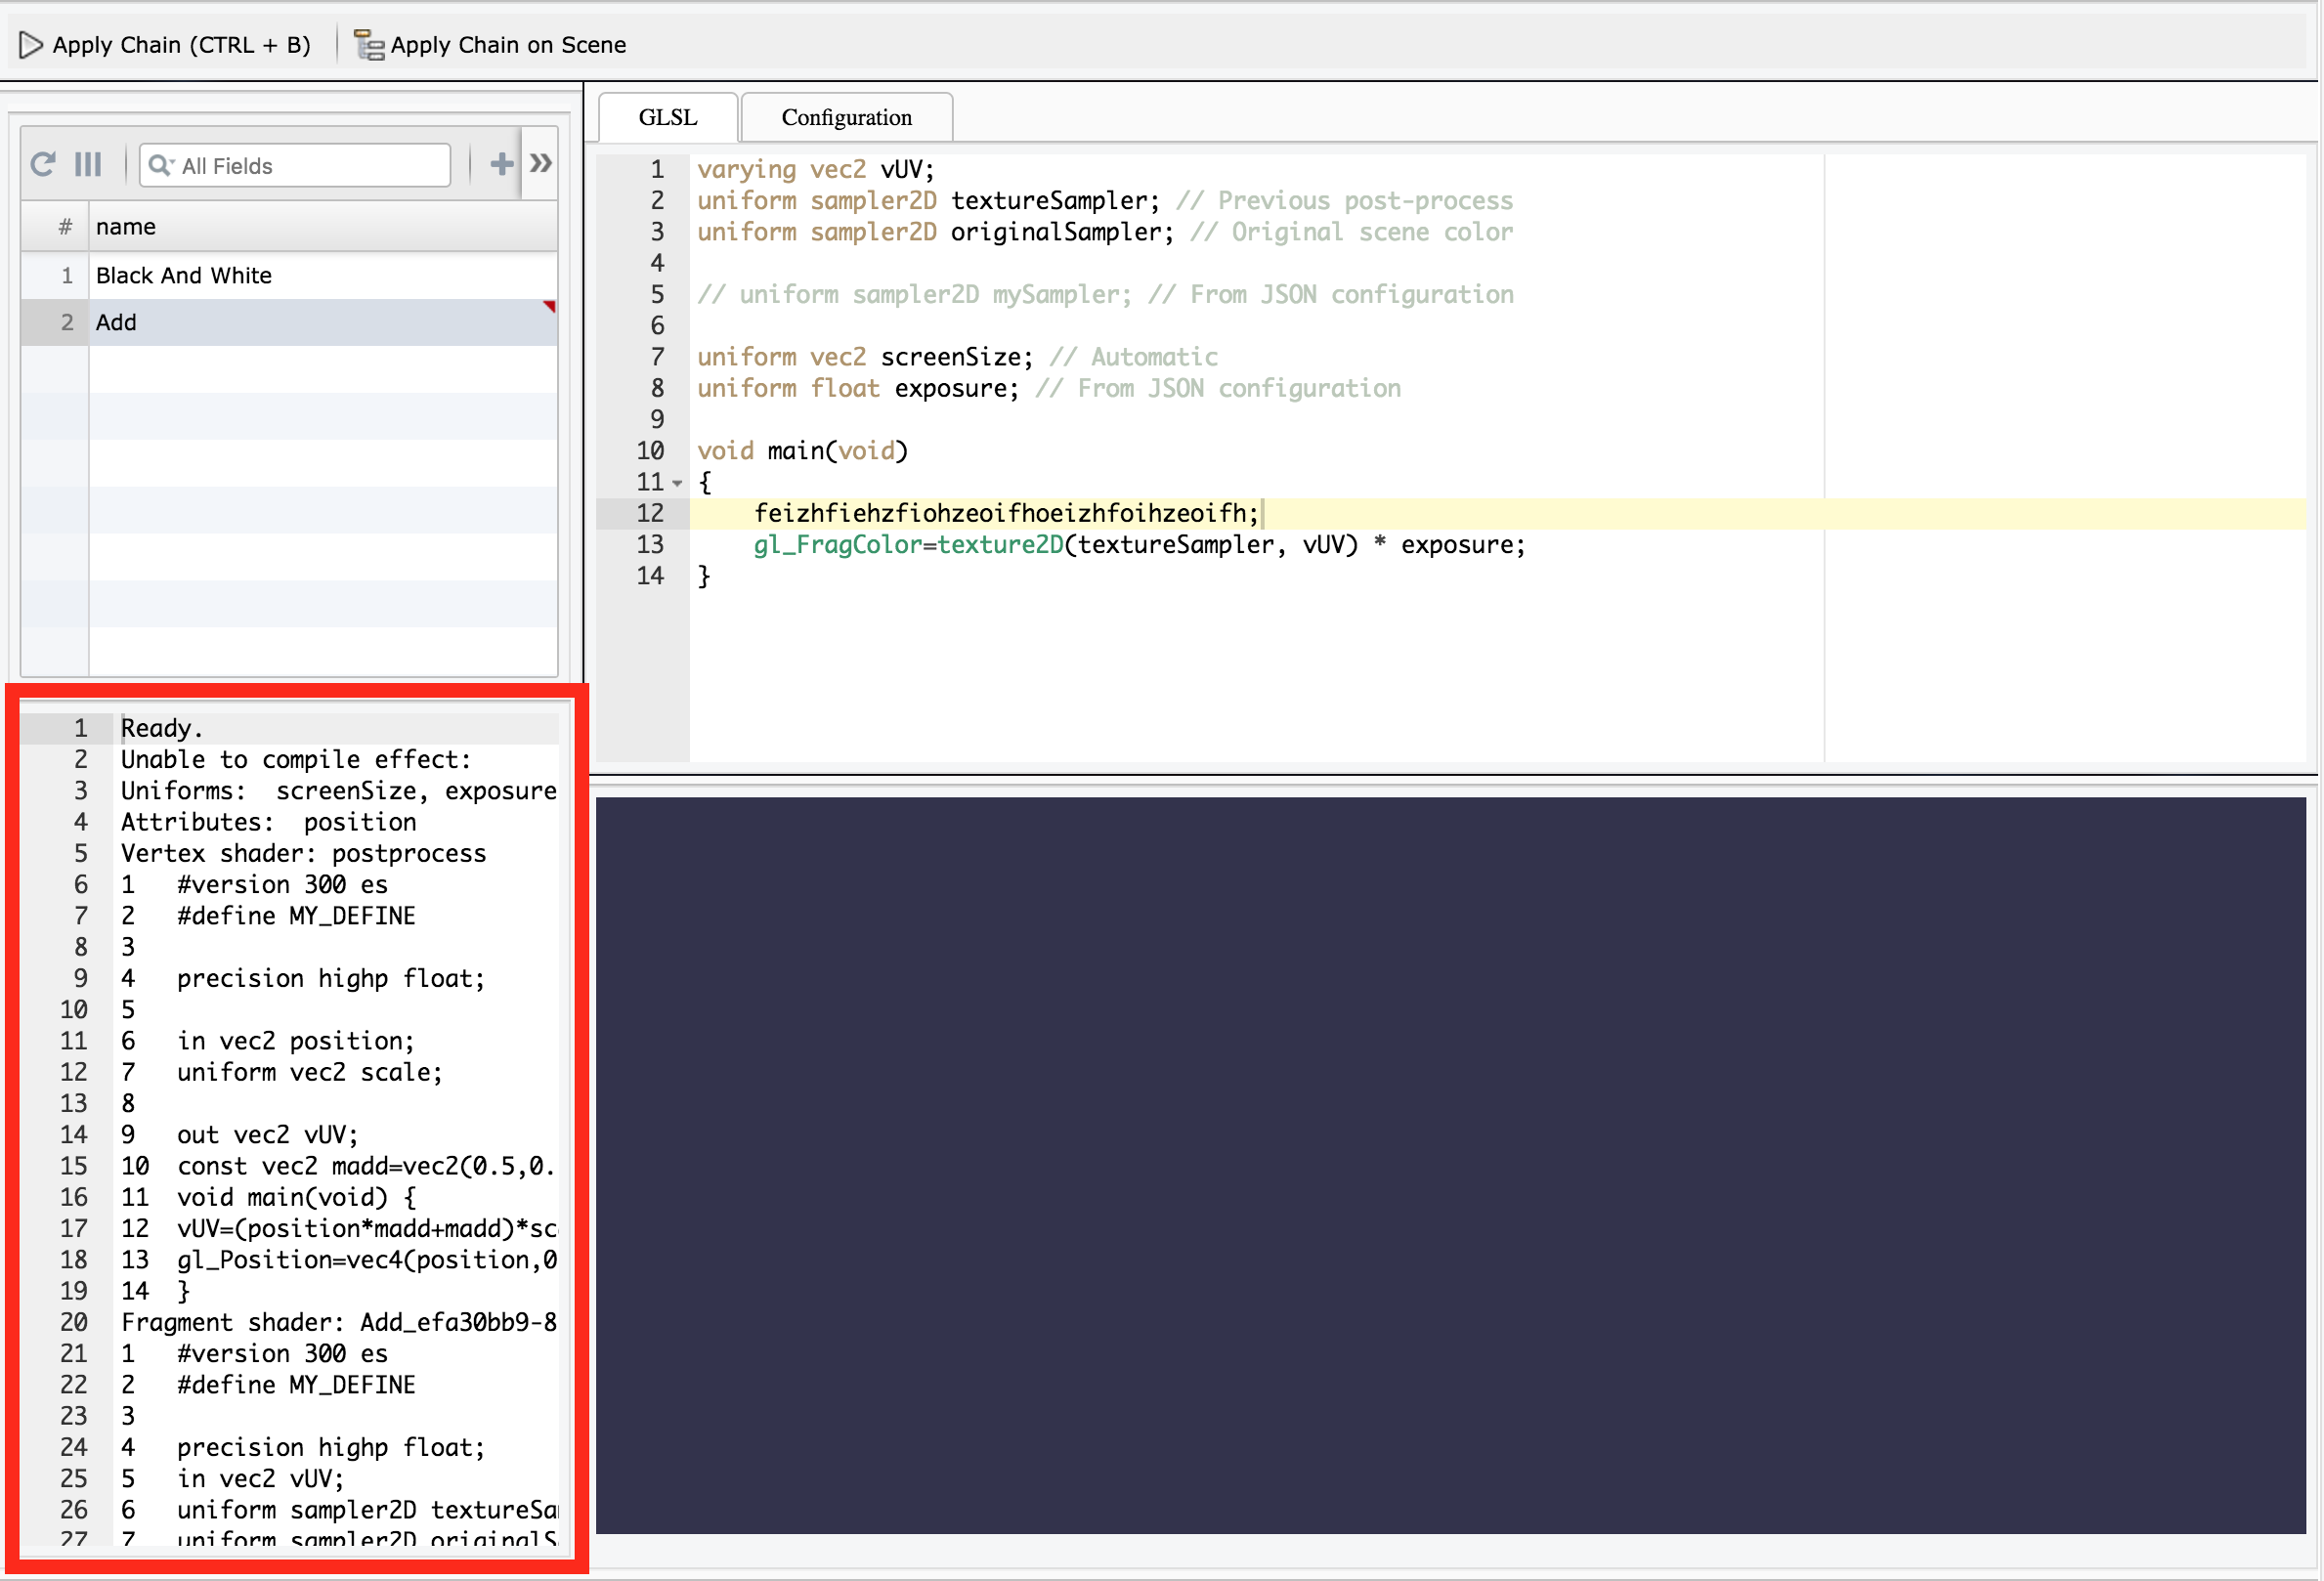 Apply Chain (CTRL + B) Apply Chain on Scene
All Fields
# name
1 Black And White
2 Add
GLSL Configuration
1 varying vec2 vUV;
2 uniform sampler2D textureSampler; // Previous post-process
3 uniform sampler2D originalSampler; // Original scene color
4
5 // uniform sampler2D mySampler; // From JSON configuration
6
7 uniform vec2 screenSize; // Automatic
8 uniform float exposure; // From JSON configuration
9
10 void main(void)
11 {
12 feizhfiehzfiohzeoifhoeizhfoihzeoifh;
13 gl_FragColor=texture2D(textureSampler, vUV) * exposure;
14 }
1 Ready.
2 Unable to compile effect:
3 Uniforms:  screenSize, exposure
4 Attributes:  position
5 Vertex shader: postprocess
6 1 #version 300 es
7 2 #define MY_DEFINE
8 3
9 4 precision highp float;
10 5
11 6 in vec2 position;
12 7 uniform vec2 scale;
13 8
14 9 out vec2 vUV;
15 10 const vec2 madd=vec2(0.5,0.
16 11 void main(void) {
17 12 vUV=(position*madd+madd)*sc
18 13 gl_Position=vec4(position,0
19 14 }
20 Fragment shader: Add_efa30bb9-8
21 1 #version 300 es
22 2 #define MY_DEFINE
23 3
24 4 precision highp float;
25 5 in vec2 vUV;
26 6 uniform sampler2D textureSa
27 7 uniform sampler2D originalS